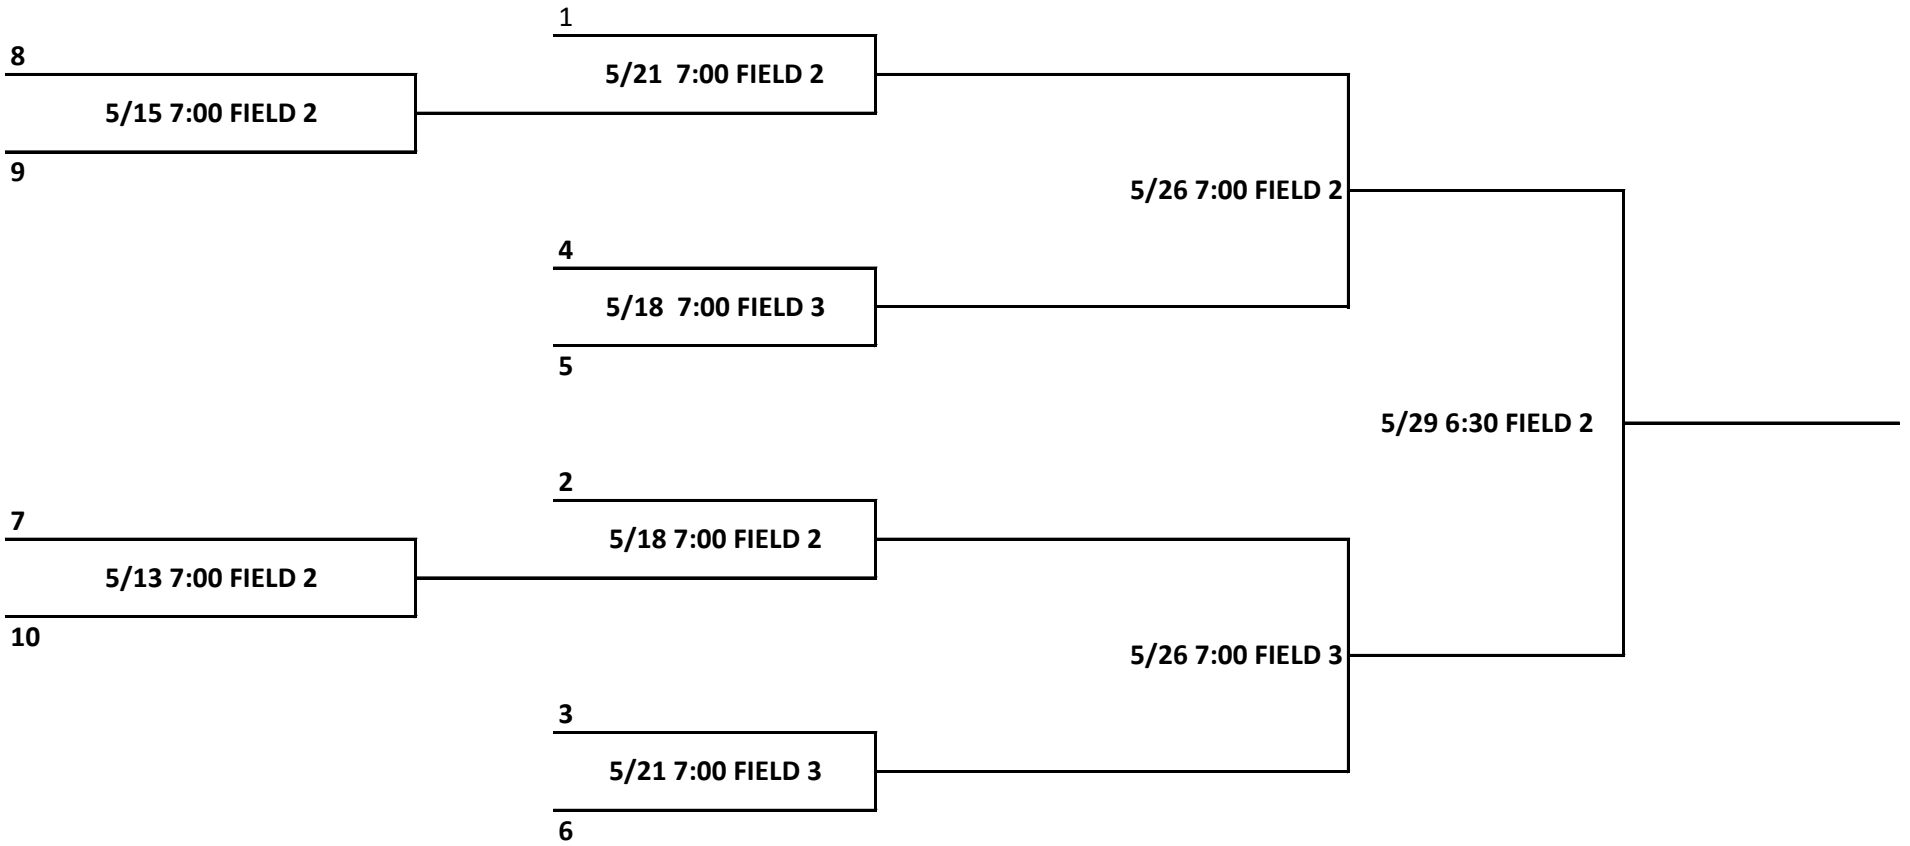 1
8
5/21 7:00 FIELD 2
5/15 7:00 FIELD 2
9
5/26 7:00 FIELD 2
4
5/18 7:00 FIELD 3
5
5/29 6:30 FIELD 2
2
7
5/18 7:00 FIELD 2
5/13 7:00 FIELD 2
10
5/26 7:00 FIELD 3
3
5/21 7:00 FIELD 3
6